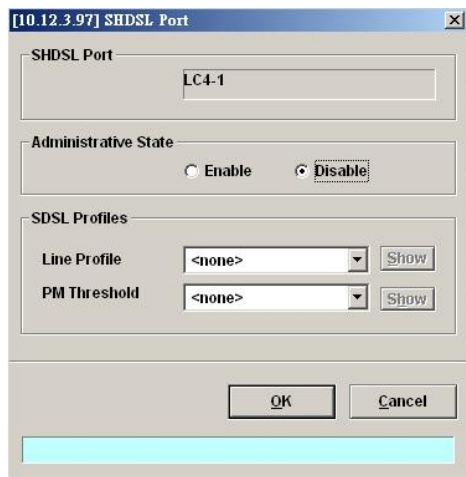 [10.12.3.97] SHDSL Port
SHDSL Port
LC4-1
Administrative State
Enable Disable
SDSL Profiles
Line Profile <none> Show
PM Threshold <none> Show
OK Cancel